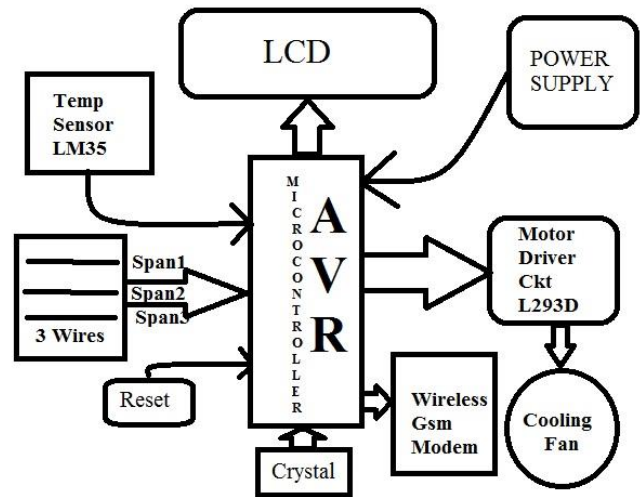 LCD
POWER
SUPPLY
Temp
Sensor
LM35
MICROCONTROLLER
AVR
Span1
Span2
Span3
3 Wires
Motor
Driver
Ckt
L293D
Reset
Wireless
Gsm
Modem
Cooling
Fan
Crystal